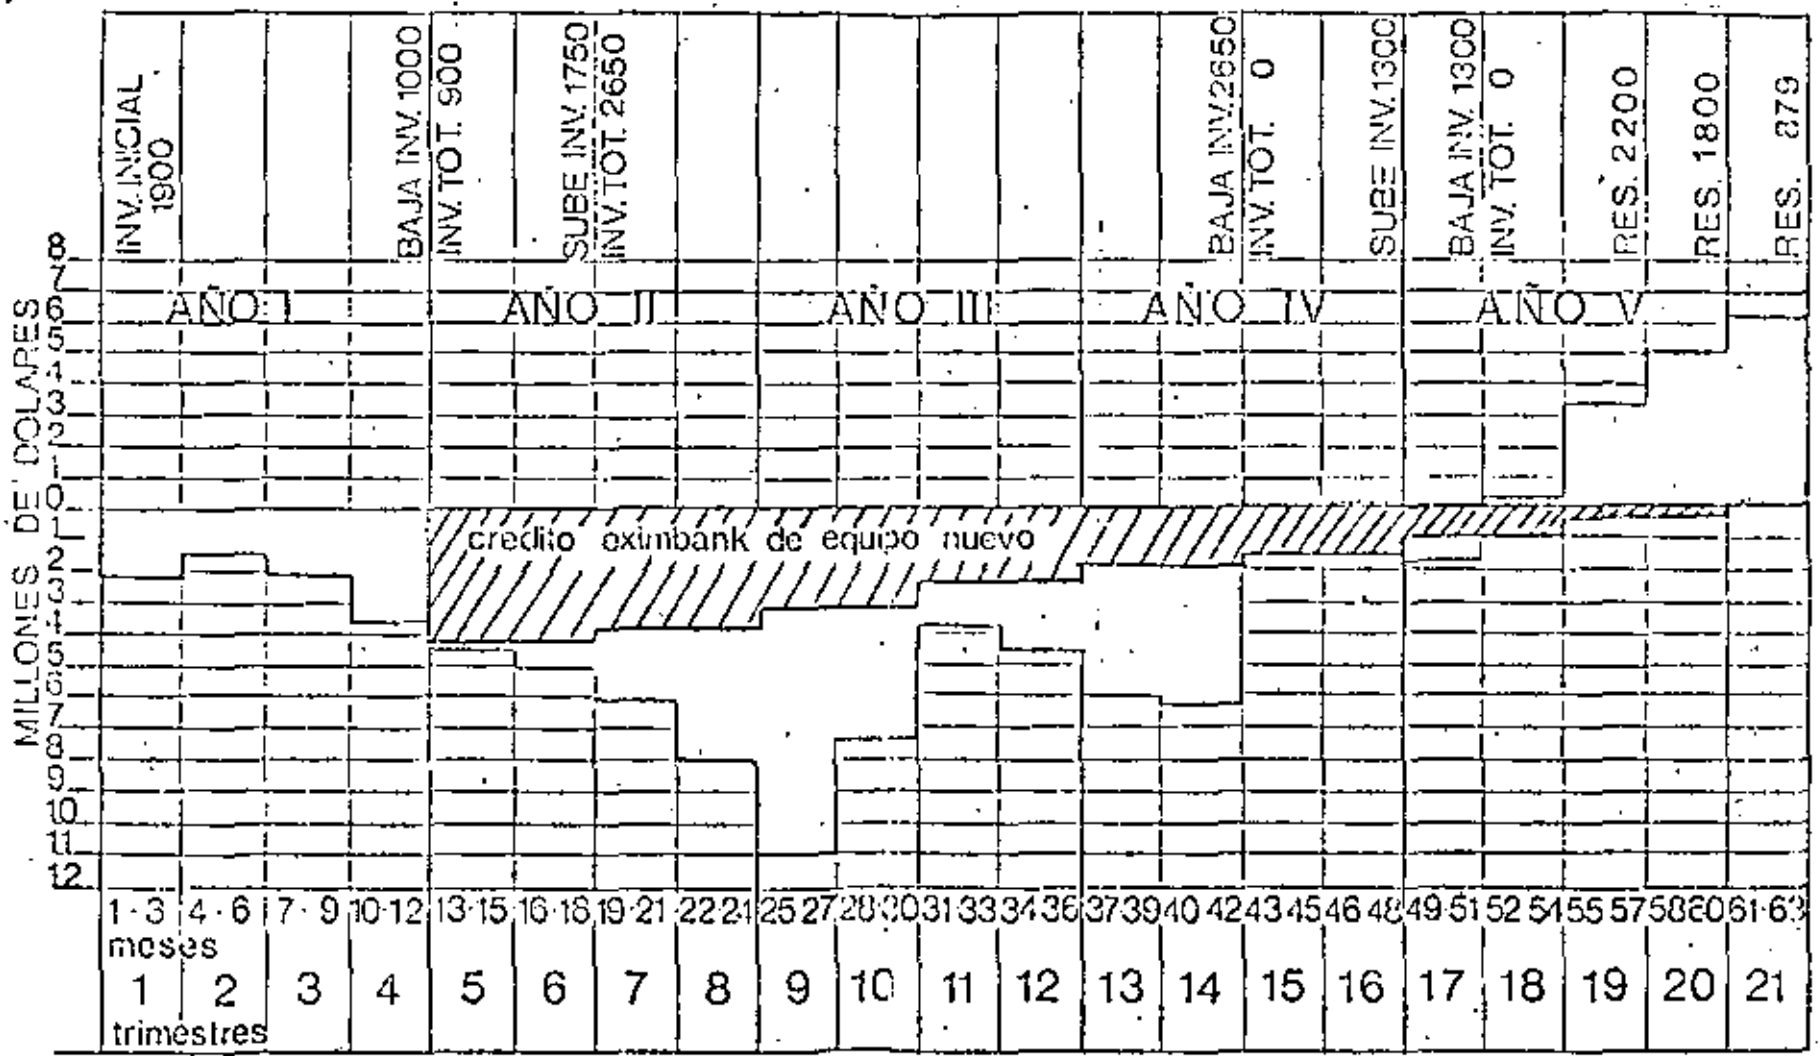 INV. INICIAL
1900
BAJA INV. 1000
INV. TOT. 900
SUBE INV. 1750
INV. TOT. 2650
BAJA INV. 2650
INV. TOT. 0
SUBE INV. 1300
BAJA INV. 1300
INV. TOT. 0
RES. 2200
RES. 1800
RES. 879
MILLONES DE DOLARES
8
7
6
5
4
3
2
1
0
1
2
3
4
5
6
7
8
9
10
11
12
AÑO I
AÑO II
AÑO III
AÑO IV
AÑO V
credito eximbank de equipo nuevo
1-3 4-6 7-9 10-12 13-15 16-18 19-21 22-24 25 27 28-30 31-33 34 36 37 39 40 42 43 45 46 48 49-51 52 54 55 57 58 60 61-63
meses
1 2 3 4 5 6 7 8 9 10 11 12 13 14 15 16 17 18 19 20 21
trimestres